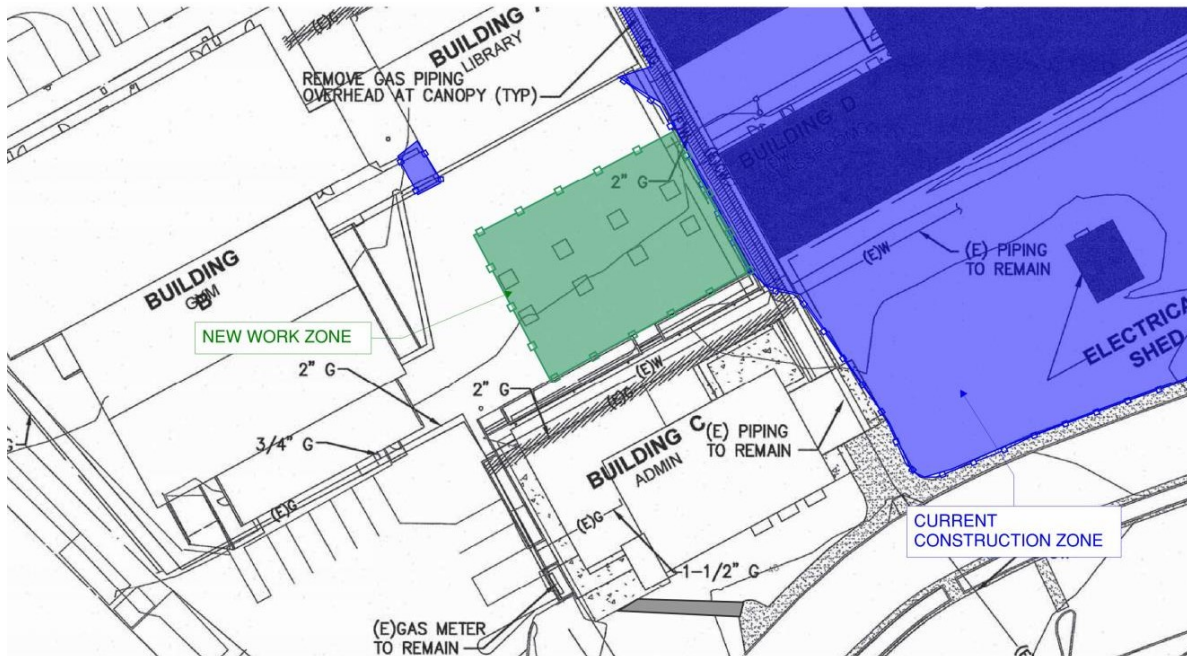 (E)G
BUILDING
LIBRARY
REMOVE GAS PIPING
OVERHEAD AT CANOPY (TYP)
BUILDING D
2" G
(E)W
(E) PIPING
TO REMAIN
BUILDING
B
GYM
ELECTRICA
SHED
NEW WORK ZONE
2" G
(E)W
2" G
(E)G
3/4" G
BUILDING C
ADMIN
(E) PIPING
TO REMAIN
(E)G
(E)G
CURRENT
CONSTRUCTION ZONE
1-1/2" G
(E)GAS METER
TO REMAIN